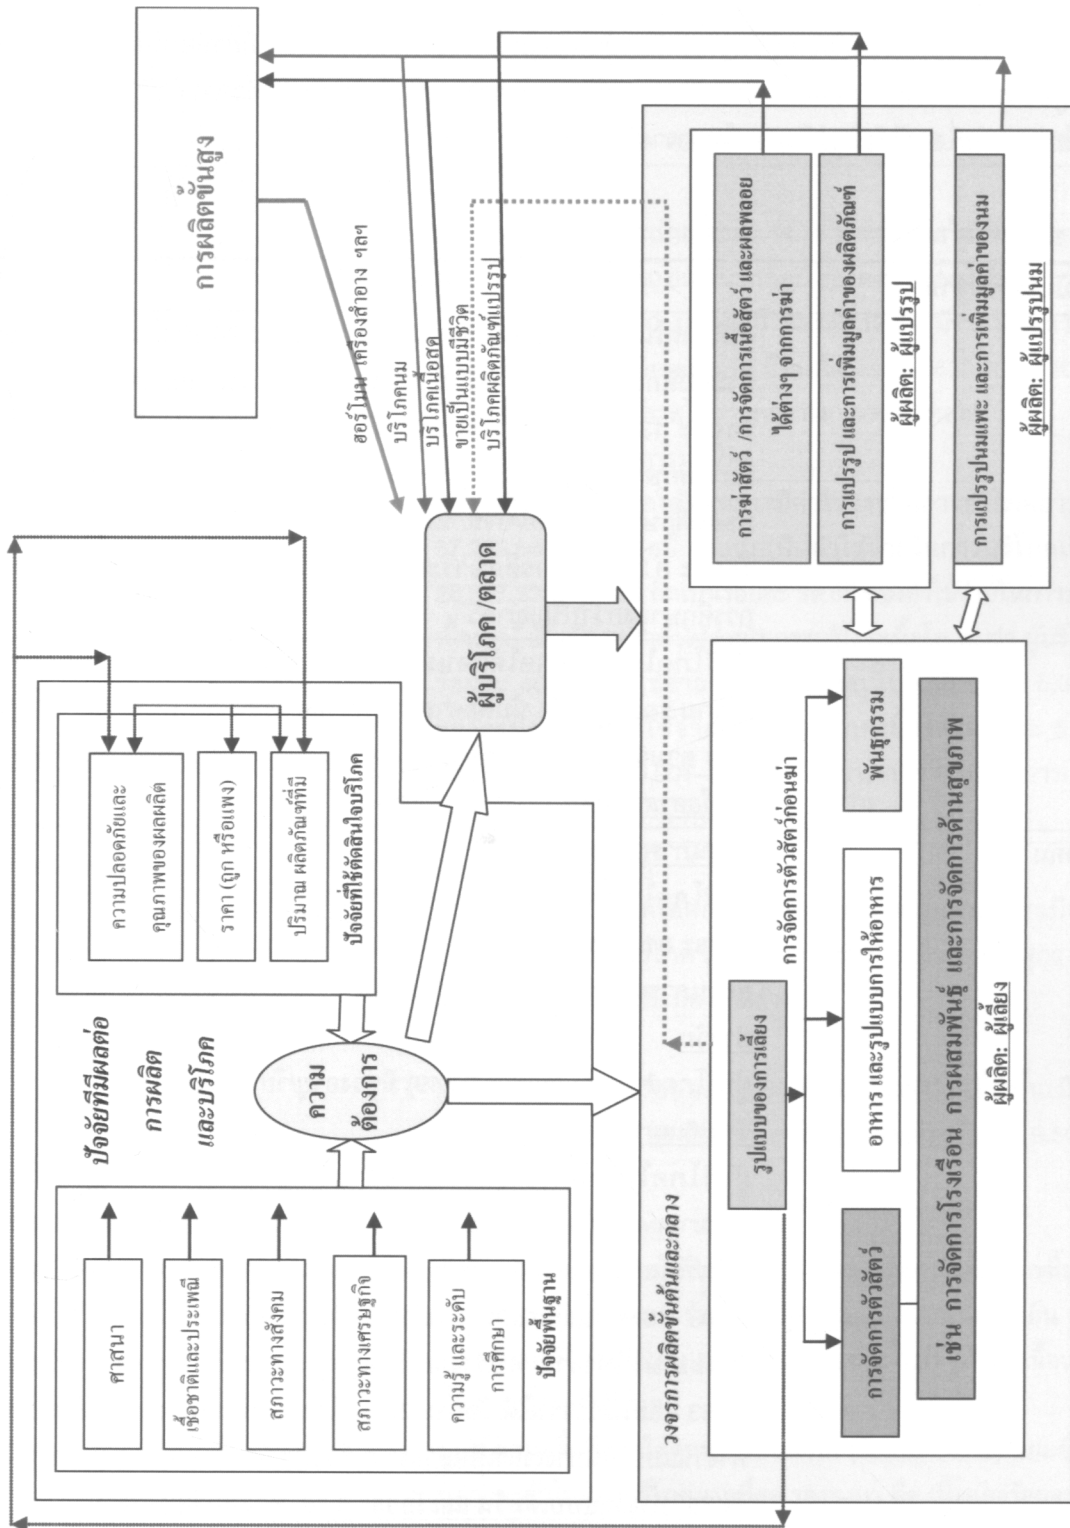 ปัจจัยที่มีผลต่อ
การผลิต
และบริโภค
ศาสนา
เชื้อชาติและประเพณี
สภาวะทางสังคม
สภาวะทางเศรษฐกิจ
ความรู้ และระดับ
การศึกษา
ปัจจัยพื้นฐาน
ความ
ต้องการ
ความปลอดภัยและ
คุณภาพของผลผลิต
ราคา (ถูก หรือแพง)
ปริมาณ ผลิตภัณฑ์ที่มี
ปัจจัยที่ใช้ตัดสินใจบริโภค
ผู้บริโภค /ตลาด
การผลิตขั้นสูง
ฮอร์โมน เครื่องสำอาง ฯลฯ
บริโภคนม
บริโภคเนื้อสด
ขายเป็นแบบมีชีวิต
บริโภคผลิตภัณฑ์แปรรูป
วงจรการผลิตขั้นต้นและกลาง
รูปแบบของการเลี้ยง
การจัดการตัวสัตว์ก่อนฆ่า
การจัดการตัวสัตว์
อาหาร และรูปแบบการให้อาหาร
พันธุกรรม
เช่น การจัดการโรงเรือน การผสมพันธุ์ และการจัดการด้านสุขภาพ
ผู้ผลิต: ผู้เลี้ยง
การฆ่าสัตว์ /การจัดการเนื้อสัตว์ และผลพลอย
ได้ต่างๆ จากการฆ่า
การแปรรูป และการเพิ่มมูลค่าของผลิตภัณฑ์
ผู้ผลิต: ผู้แปรรูป
การแปรรูปนมแพะ และการเพิ่มมูลค่าของนม
ผู้ผลิต: ผู้แปรรูปนม